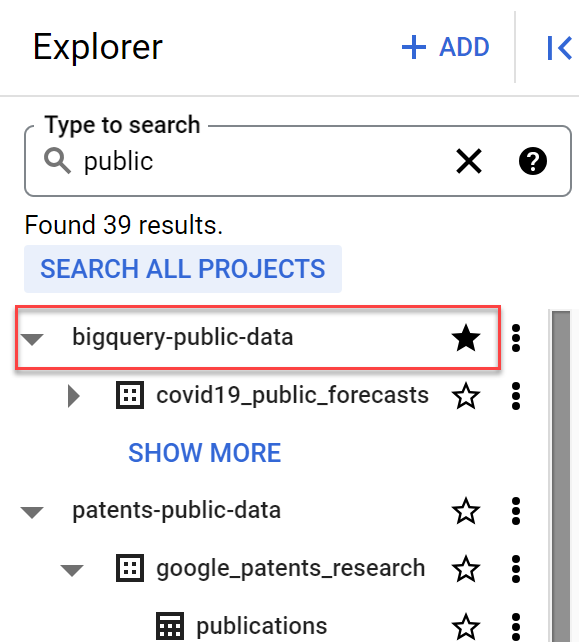 Explorer
+ ADD
Type to search
public
Found 39 results.
SEARCH ALL PROJECTS
bigquery-public-data
covid19_public_forecasts
SHOW MORE
patents-public-data
google_patents_research
publications